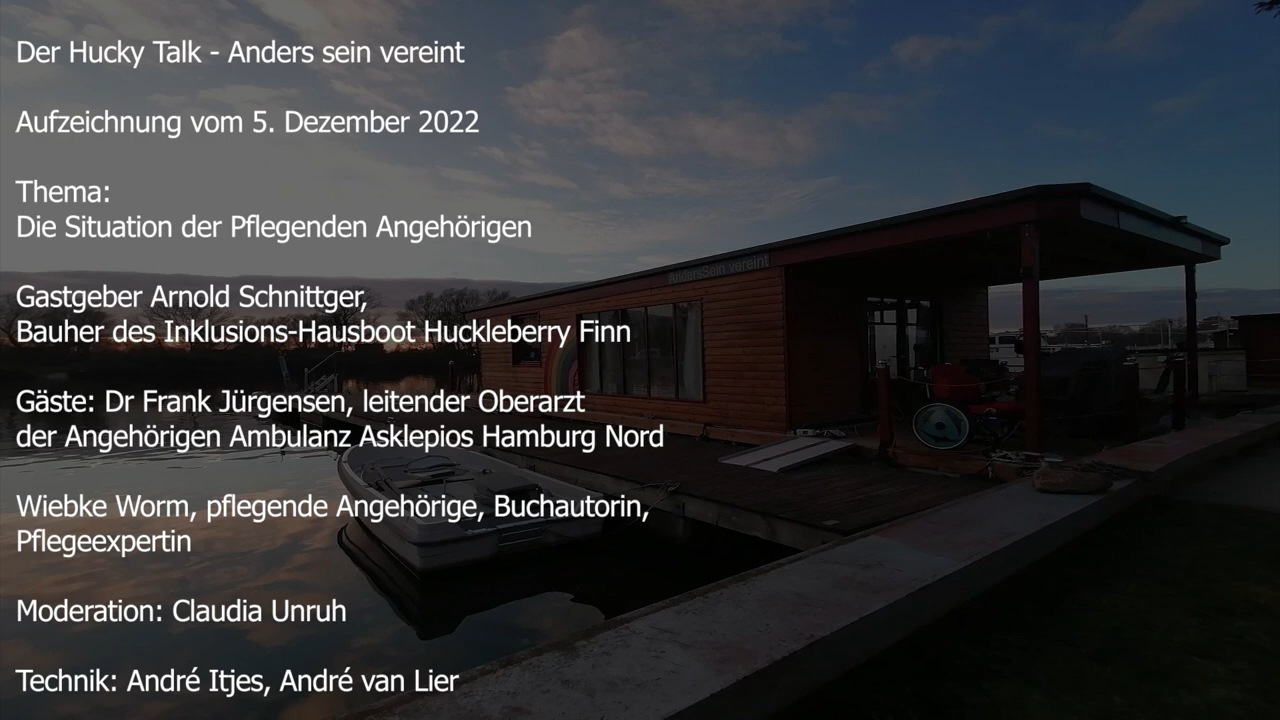 Der Hucky Talk - Anders sein vereint
Aufzeichnung vom 5. Dezember 2022
Thema:
Die Situation der Pflegenden Angehörigen
Gastgeber Arnold Schnittger,
Bauher des Inklusions-Hausboot Huckleberry Finn
Gäste: Dr Frank Jürgensen, leitender Oberarzt
der Angehörigen Ambulanz Asklepios Hamburg Nord
Wiebke Worm, pflegende Angehörige, Buchautorin,
Pflegeexpertin
Moderation: Claudia Unruh
Technik: André Itjes, André van Lier
AndersSein vereint